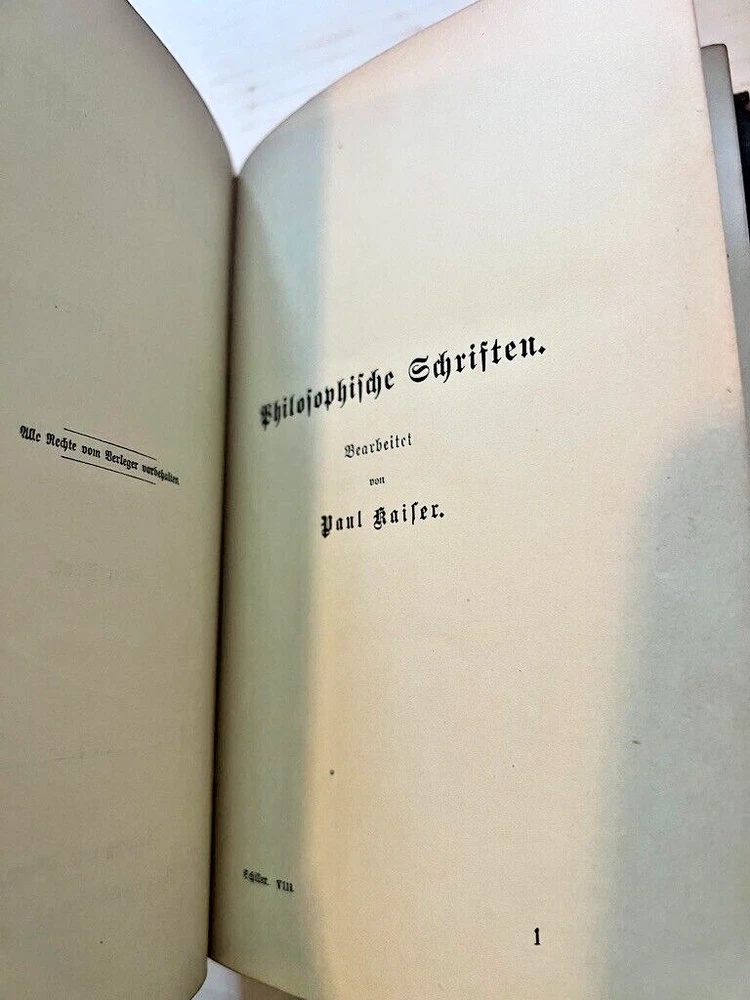 Alle Rechte vom Verleger vorbehalten.
Philosophische Schriften.
Bearbeitet
von
Paul Kaiser.
Schiller. VIII.
1